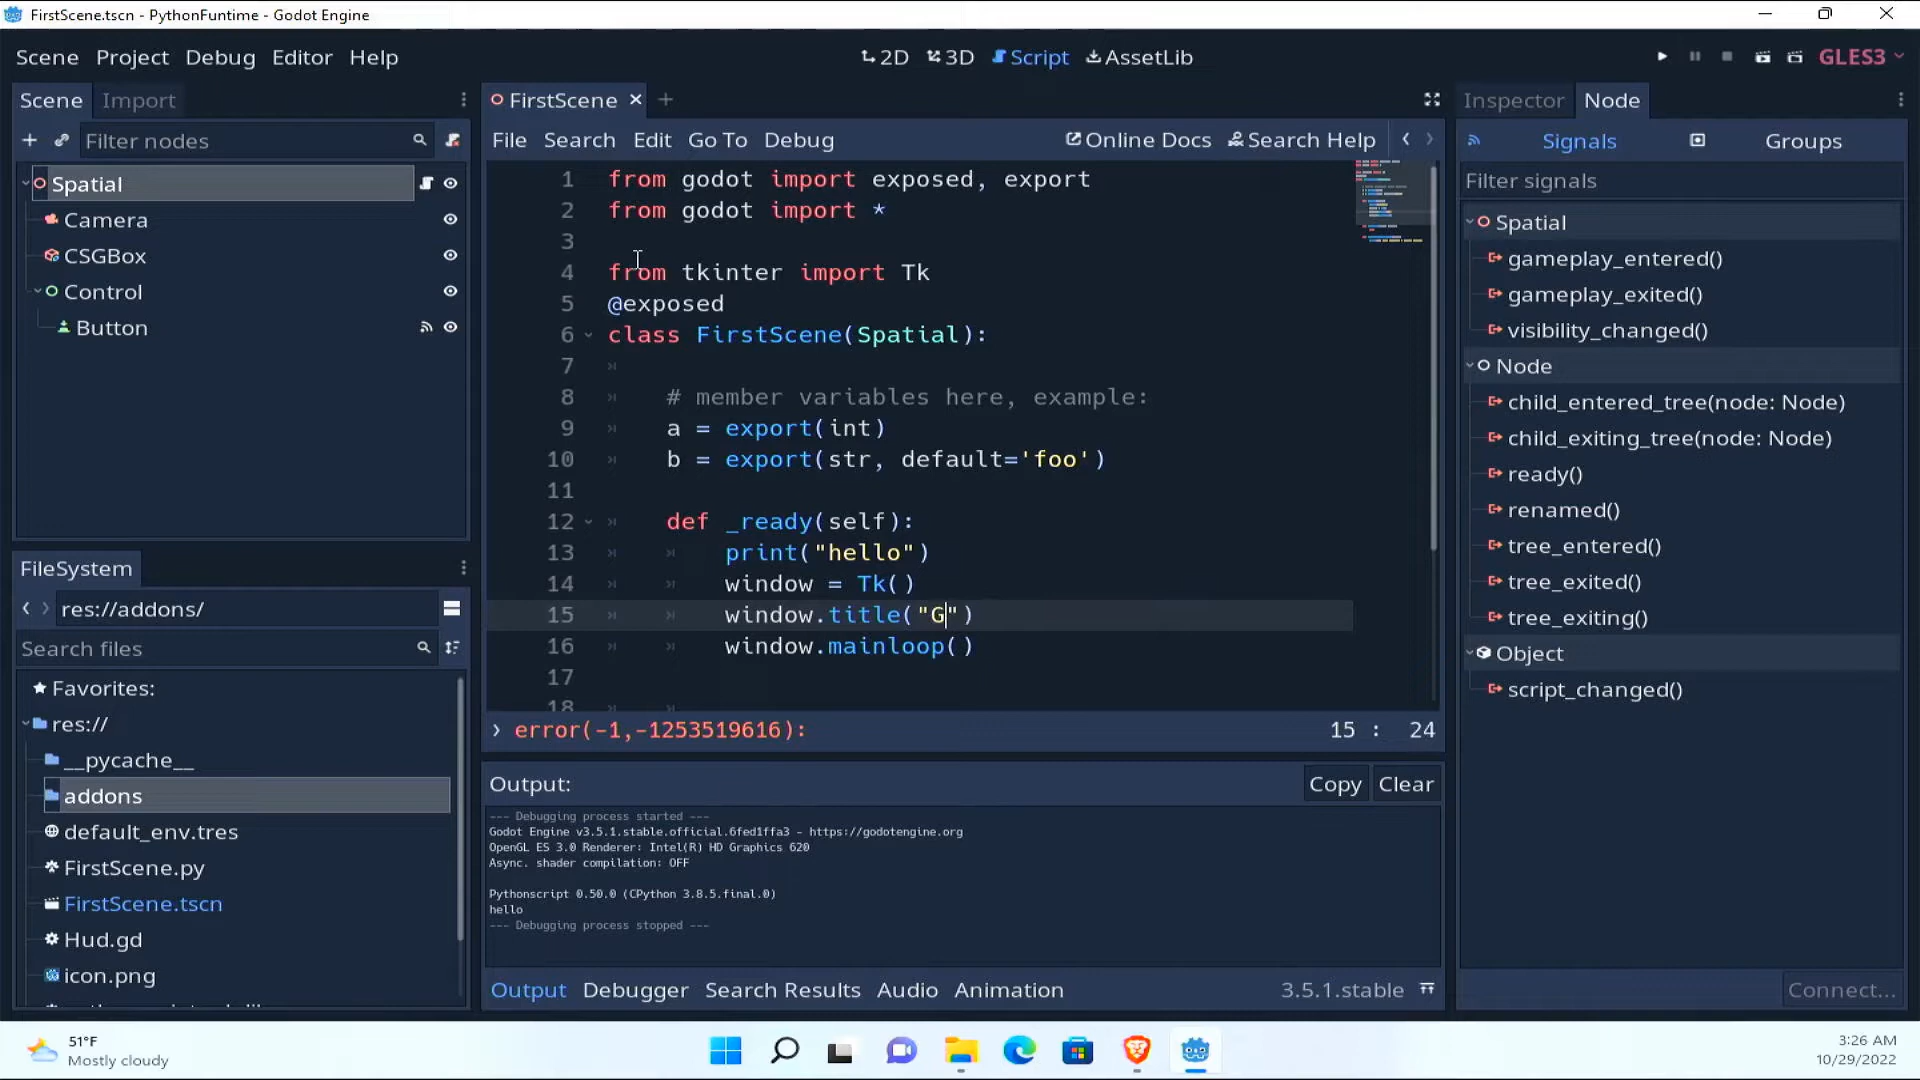 FirstScene.tscn - PythonFuntime - Godot Engine
Scene Project Debug Editor Help
2D 3D Script AssetLib
GLES3
Scene Import
Filter nodes
Spatial
Camera
CSGBox
Control
Button
FileSystem
res://addons/
Search files
Favorites:
res://
__pycache__
addons
default_env.tres
FirstScene.py
FirstScene.tscn
Hud.gd
icon.png
FirstScene
File Search Edit Go To Debug Online Docs Search Help
1 from godot import exposed, export
2 from godot import *
3
4 from tkinter import Tk
5 @exposed
6 class FirstScene(Spatial):
7
8 # member variables here, example:
9 a = export(int)
10 b = export(str, default='foo')
11
12 def _ready(self):
13 print("hello")
14 window = Tk()
15 window.title("G")
16 window.mainloop()
17
18
error(-1,-1253519616): 15 : 24
Output: Copy Clear
--- Debugging process started ---
Godot Engine v3.5.1.stable.official.6fed1ffa3 - https://godotengine.org
OpenGL ES 3.0 Renderer: Intel(R) HD Graphics 620
Async. shader compilation: OFF
Pythonscript 0.50.0 (CPython 3.8.5.final.0)
hello
--- Debugging process stopped ---
Output Debugger Search Results Audio Animation 3.5.1.stable
Inspector Node
Signals Groups
Filter signals
Spatial
gameplay_entered()
gameplay_exited()
visibility_changed()
Node
child_entered_tree(node: Node)
child_exiting_tree(node: Node)
ready()
renamed()
tree_entered()
tree_exited()
tree_exiting()
Object
script_changed()
Connect...
51°F
Mostly cloudy
3:26 AM
10/29/2022